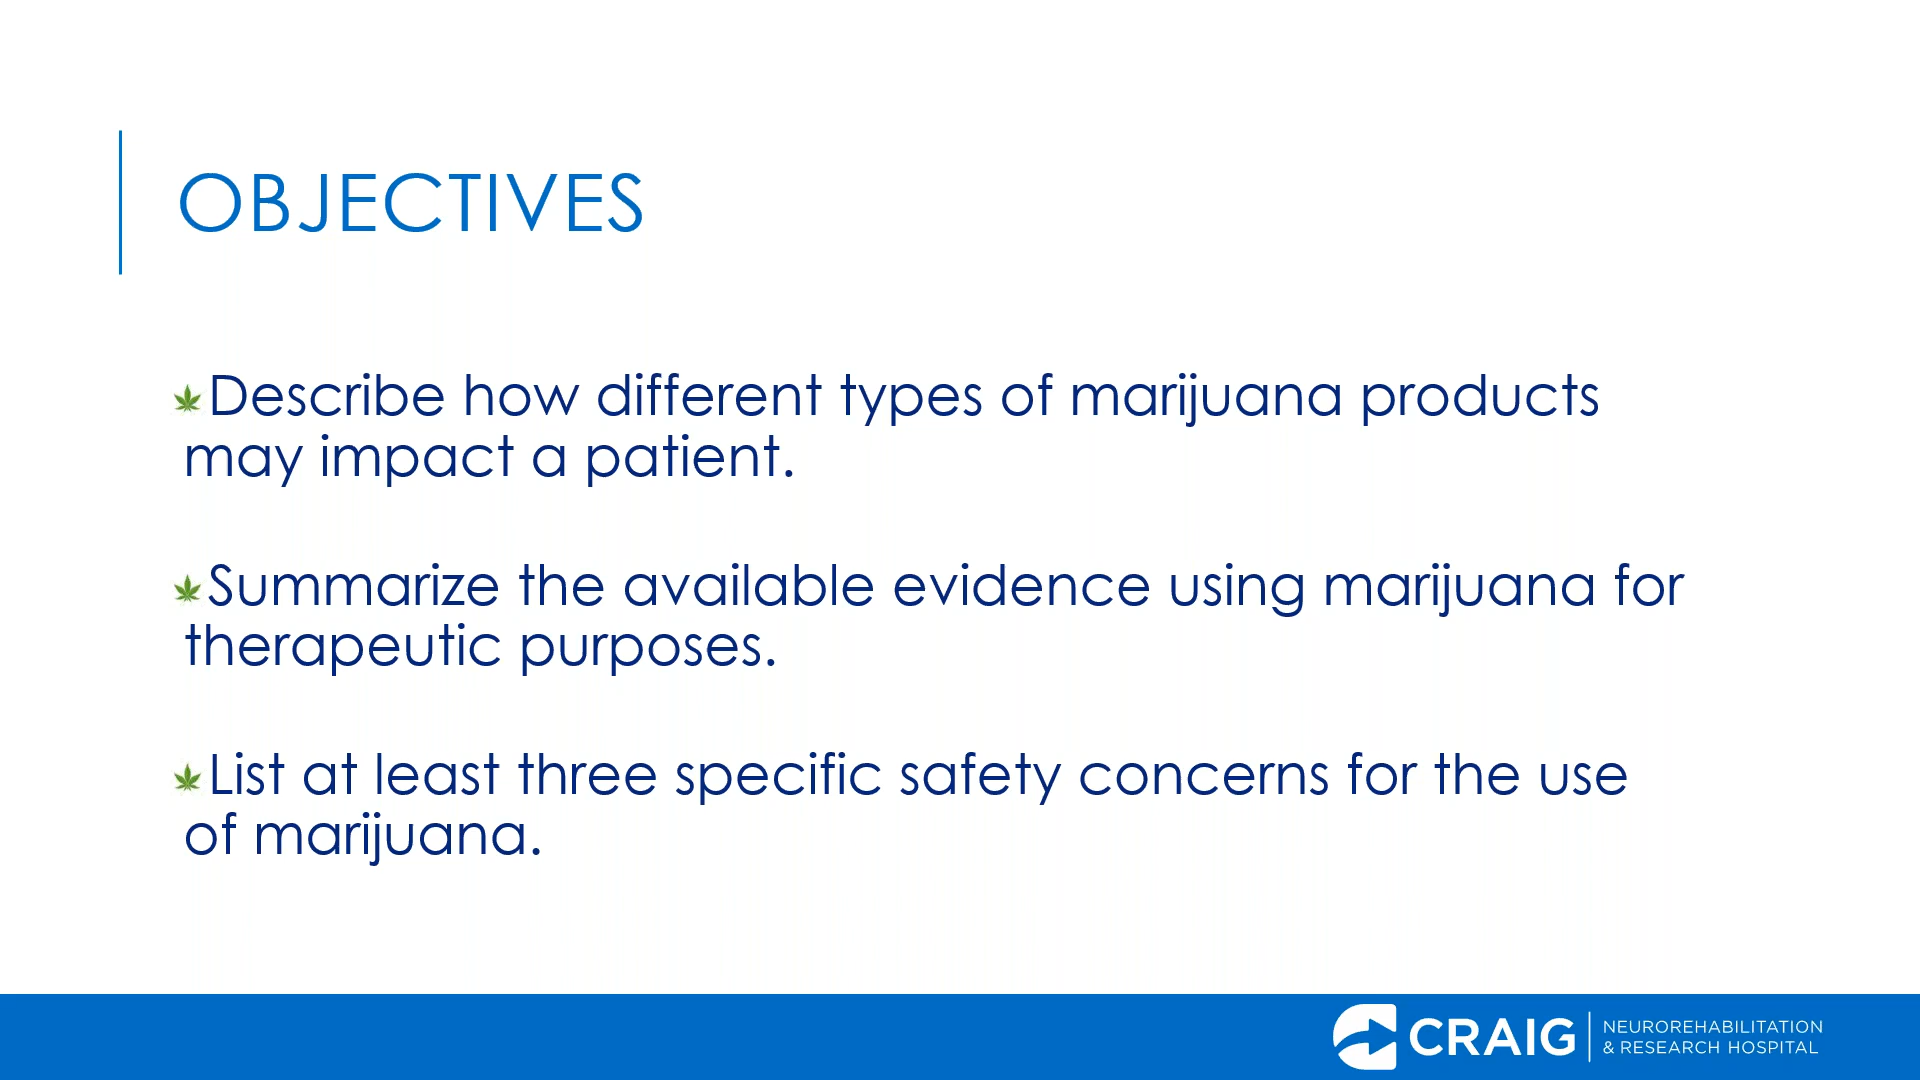 OBJECTIVES
Describe how different types of marijuana products
may impact a patient.
Summarize the available evidence using marijuana for
therapeutic purposes.
List at least three specific safety concerns for the use
of marijuana.
CRAIG
NEUROREHABILITATION
& RESEARCH HOSPITAL